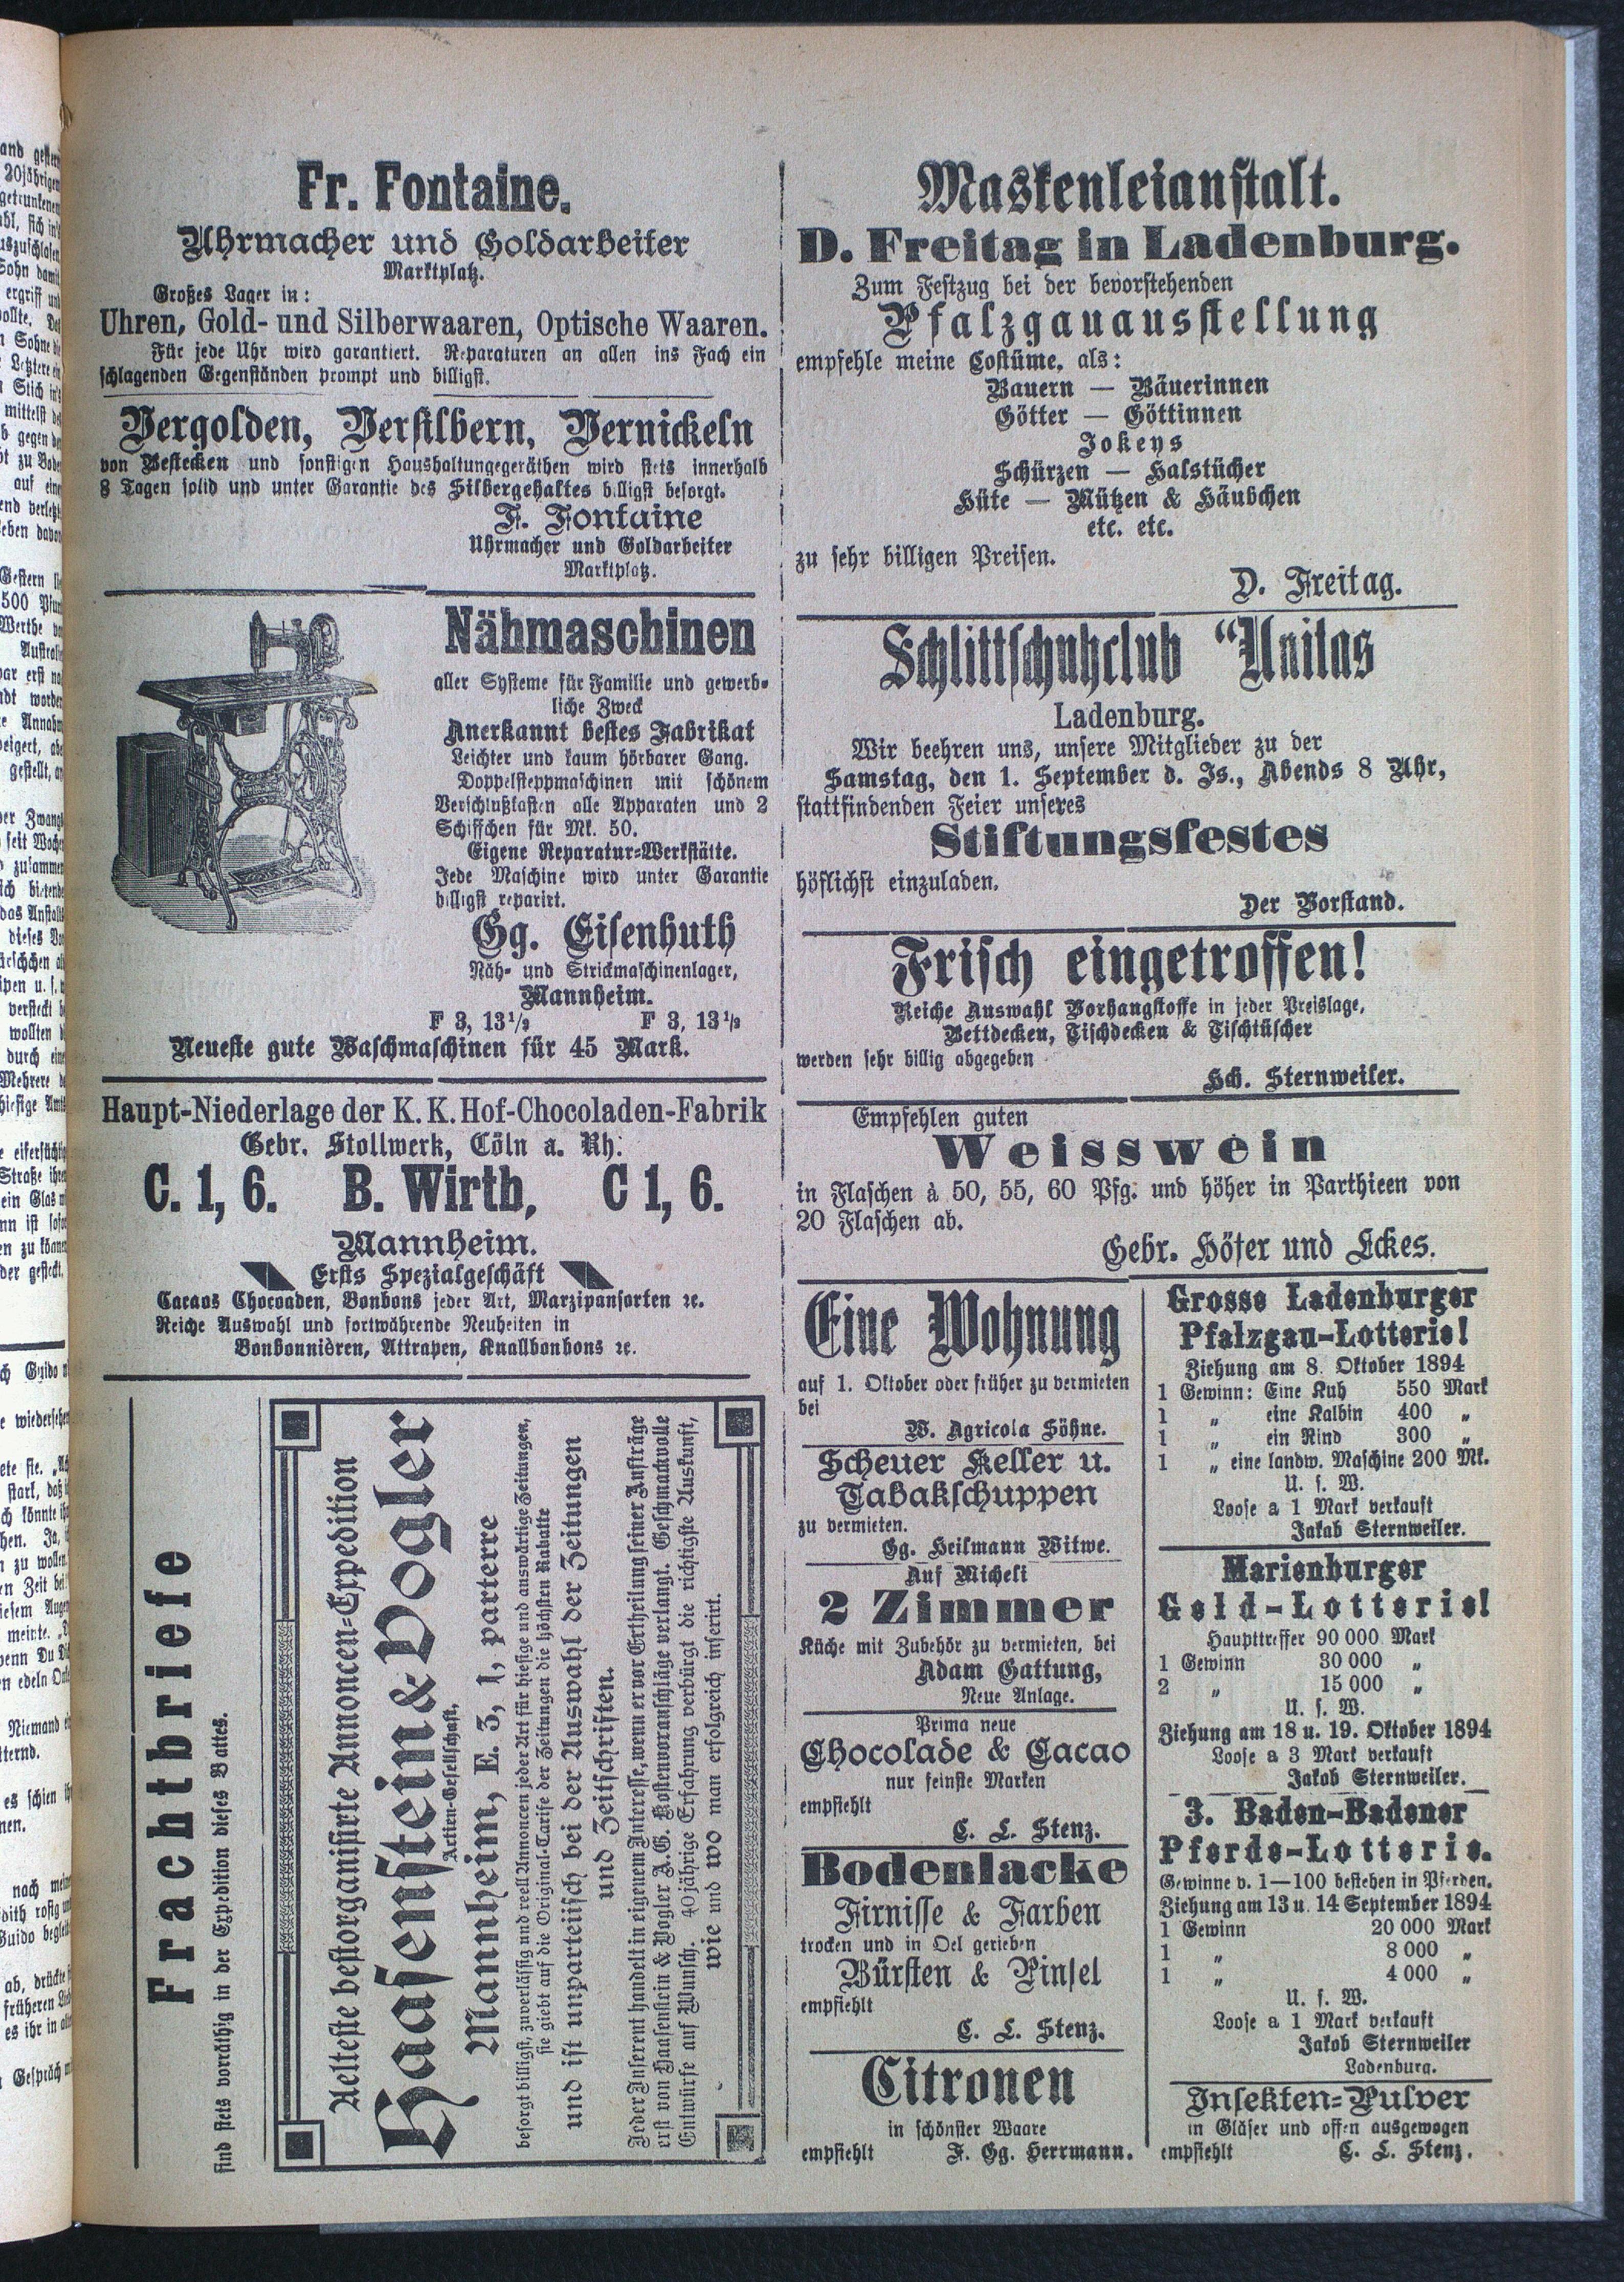 Fr. Fontaine.
Uhrmacher und Goldarbeiter
Marktplatz.
Großes Lager in:
Uhren, Gold- und Silberwaaren, Optische Waaren.
Für jede Uhr wird garantiert. Reparaturen an allen ins Fach ein
schlagenden Gegenständen prompt und billigst.
Vergolden, Versilbern, Vernickeln
von Bestecken und sonstigen Haushaltungegeräthen wird stets innerhalb
8 Tagen solid und unter Garantie des Silbergehaltes billigst besorgt.
F. Fontaine
Uhrmacher und Goldarbeiter
Marktplatz.
Nähmaschinen
aller Systeme für Familie und gewerb-
liche Zweck
Anerkannt bestes Fabrikat
Leichter und kaum hörbarer Gang.
Doppelsteppmaschinen mit schönem
Verschlußkasten alle Apparaten und 2
Schiffchen für Mk. 50.
Eigene Reparatur-Werkstätte.
Jede Maschine wird unter Garantie
billigst reparirt.
Gg. Eisenhuth
Näh- und Strickmaschinenlager,
Mannheim.
F 3, 13½ F 3, 13½
Neueste gute Waschmaschinen für 45 Mark.
Haupt-Niederlage der K. K. Hof-Chocoladen-Fabrik
Gebr. Stollwerk, Cöln a. Rh.
C. 1, 6. B. Wirth, C 1, 6.
Mannheim.
Ersts Spezialgeschäft
Cacaos Chocoaden, Bonbons jeder Art, Marzipansorten ꝛc.
Reiche Auswahl und fortwährende Neuheiten in
Bonbonnièren, Attrapen, Knallbonbons ꝛc.
Frachtbriefe
sind stets vorräthig in der Expedition dieses B attes.
Aelteste bestorganisirte Annoncen-Expedition
Haasenstein & Vogler
Actien-Gesellschaft.
Mannheim, E. 3, 1, parterre
besorgt billigst, zuverlässig und reell Annoncen jeder Art für hiesige und answärtige Zeitungen,
sie giebt auf die Original-Tarife der Zeitungen die höchsten Rabatte
und ist unparteiisch bei der Auswahl der Zeitungen
und Zeitschriften.
Jeder Inserent handelt in eigenem Interesse, wenn er vor Ertheilung seiner Aufträge
erst von Haasenstein & Vogler A.G. Kostenvoranschläge verlangt. Geschmackvolle
Entwürfe auf Wunsch. 40 jährige Erfahrung verbürgt die richtigste Auskunft,
wie und wo man erfolgreich inserirt.
Maskenleianstalt.
D. Freitag in Ladenburg.
Zum Festzug bei der bevorstehenden
Pfalzgauausstellung
empfehle meine Costüme, als:
Bauern — Bäuerinnen
Götter — Göttinnen
Jokeys
Schürzen — Halstücher
Hüte — Mützen & Häubchen
etc. etc.
zu sehr billigen Preisen.
D. Freitag.
Schlittschuhclub "Unitas
Ladenburg.
Wir beehren uns, unsere Mitglieder zu der
Samstag, den 1. September d. Js., Abends 8 Uhr,
stattfindenden Feier unseres
Stiftungsfestes
höflichst einzuladen.
Der Vorstand.
Frisch eingetroffen!
Reiche Auswahl Vorhangstoffe in jeder Preislage,
Bettdecken, Tischdecken & Tischtüscher
werden sehr billig abgegeben
Sch. Sternweiler.
Empfehlen guten
Weisswein
in Flaschen à 50, 55, 60 Pfg. und höher in Parthieen von
20 Flaschen ab.
Gebr. Höfer und Eckes.
Eine Wohnung
auf 1. Oktober oder früher zu vermieten
bei
W. Agricola Söhne.
Scheuer Keller u.
Tabakschuppen
zu vermieten.
Gg. Heilmann Witwe.
Auf Micheli
2 Zimmer
Küche mit Zubehör zu vermieten, bei
Adam Gattung,
Neue Anlage.
Prima neue
Chocolade & Cacao
nur feinste Marken
empfiehlt
C. L. Stenz.
Bodenlacke
Firnisse & Farben
trocken und in Oel gerieben
Bürsten & Pinsel
empfiehlt
C. L. Stenz.
Citronen
in schönster Waare
empfiehlt F. Gg. Herrmann.
Grosse Ladenburger
Pfalzgau-Lotterie!
Ziehung am 8. Oktober 1894
1 Gewinn: Eine Kuh 550 Mark
1 „ eine Kalbin 400 „
1 „ ein Rind 300 „
1 „ eine landw. Maschine 200 Mk.
U. s. W.
Loose a 1 Mark verkauft
Jakab Sternweiler.
Marienburger
Geld-Lotterie!
Haupttreffer 90 000 Mark
1 Gewinn 30 000 „
2 „ 15 000 „
U. s. W.
Ziehung am 18 u. 19. Oktober 1894
Loose a 3 Mark verkauft
Jakob Sternweiler.
3. Baden-Badener
Pferde-Lotterie.
Gewinne v. 1—100 bestehen in Pferden.
Ziehung am 13 u. 14 September 1894
1 Gewinn 20 000 Mark
1 „ 8 000 „
1 „ 4 000 „
U. s. W.
Loose a 1 Mark verkauft
Jakob Sternweiler
Ladenburg.
Insekten-Pulver
in Gläser und offen ausgewogen
empfiehlt C. L. Stenz.